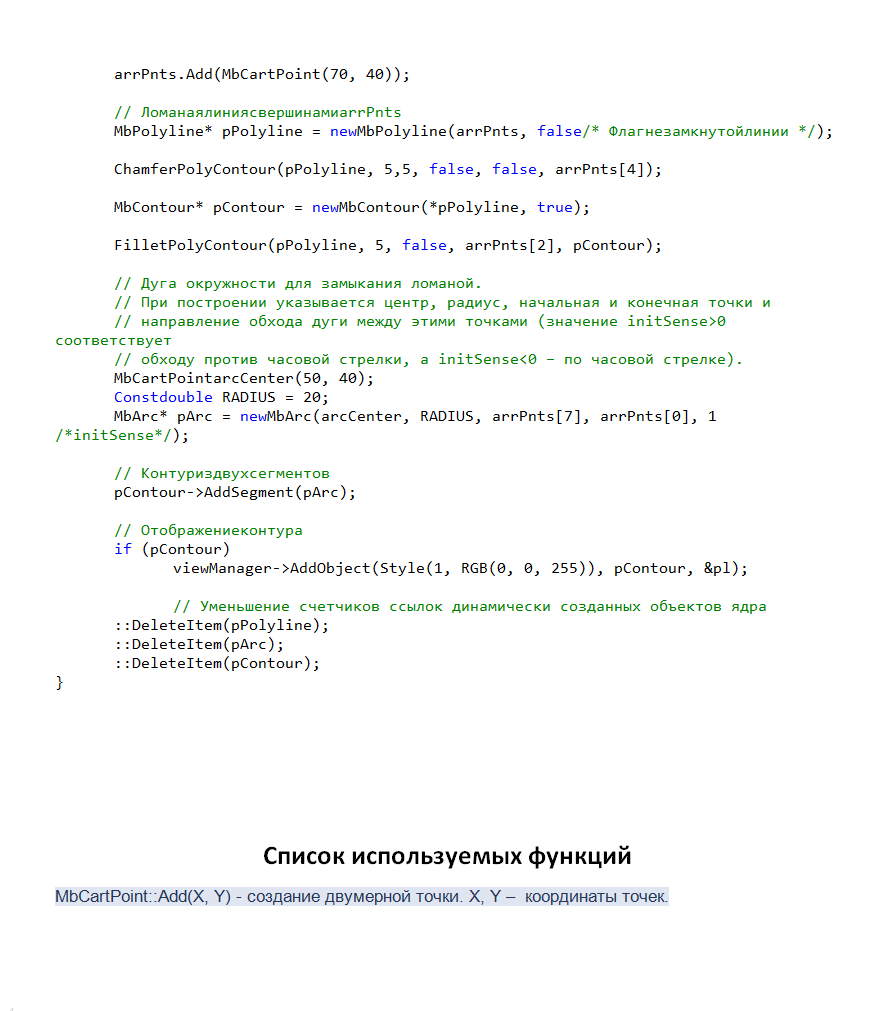 arrPnts.Add(MbCartPoint(70, 40));
// ЛоманаялиниясвершинамиarrPnts
MbPolyline* pPolyline = newMbPolyline(arrPnts, false/* Флагнезамкнутойлинии */);
ChamferPolyContour(pPolyline, 5,5, false, false, arrPnts[4]);
MbContour* pContour = newMbContour(*pPolyline, true);
FilletPolyContour(pPolyline, 5, false, arrPnts[2], pContour);
// Дуга окружности для замыкания ломаной.
// При построении указывается центр, радиус, начальная и конечная точки и
// направление обхода дуги между этими точками (значение initSense>0
соответствует
// обходу против часовой стрелки, а initSense<0 – по часовой стрелке).
MbCartPointarcCenter(50, 40);
Constdouble RADIUS = 20;
MbArc* pArc = newMbArc(arcCenter, RADIUS, arrPnts[7], arrPnts[0], 1
/*initSense*/);
// Контуриздвухсегментов
pContour->AddSegment(pArc);
// Отображениеконтура
if (pContour)
viewManager->AddObject(Style(1, RGB(0, 0, 255)), pContour, &pl);
// Уменьшение счетчиков ссылок динамически созданных объектов ядра
::DeleteItem(pPolyline);
::DeleteItem(pArc);
::DeleteItem(pContour);
}
Список используемых функций
MbCartPoint::Add(X, Y) - создание двумерной точки. X, Y – координаты точек.